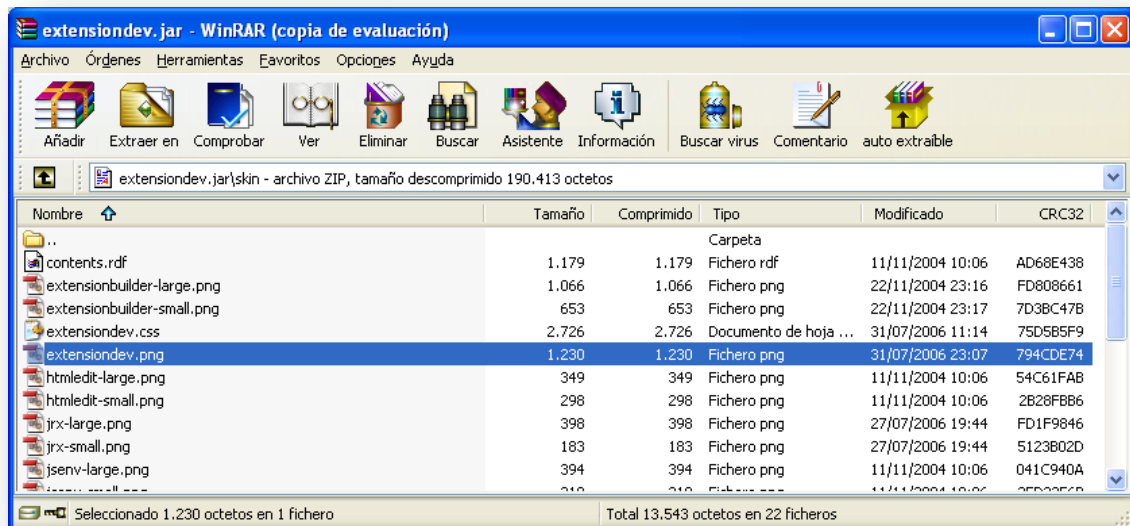 extensiondev.jar - WinRAR (copia de evaluación)
Archivo Órdenes Herramientas Favoritos Opciones Ayuda
Añadir Extraer en Comprobar Ver Eliminar Buscar Asistente Información Buscar virus Comentario auto extraíble
extensiondev.jar\skin - archivo ZIP, tamaño descomprimido 190.413 octetos
Nombre Tamaño Comprimido Tipo Modificado CRC32
.. Carpeta
contents.rdf 1.179 1.179 Fichero rdf 11/11/2004 10:06 AD68E438
extensionbuilder-large.png 1.066 1.066 Fichero png 22/11/2004 23:16 FD808661
extensionbuilder-small.png 653 653 Fichero png 22/11/2004 23:17 7D3BC47B
extensiondev.css 2.726 2.726 Documento de hoja ... 31/07/2006 11:14 75D5B5F9
extensiondev.png 1.230 1.230 Fichero png 31/07/2006 23:07 794CDE74
htmledit-large.png 349 349 Fichero png 11/11/2004 10:06 54C61FAB
htmledit-small.png 298 298 Fichero png 11/11/2004 10:06 2B28FBB6
jrx-large.png 398 398 Fichero png 27/07/2006 19:44 FD1F9846
jrx-small.png 183 183 Fichero png 27/07/2006 19:44 5123B02D
jsenv-large.png 394 394 Fichero png 11/11/2004 10:06 041C940A
Seleccionado 1.230 octetos en 1 fichero Total 13.543 octetos en 22 ficheros